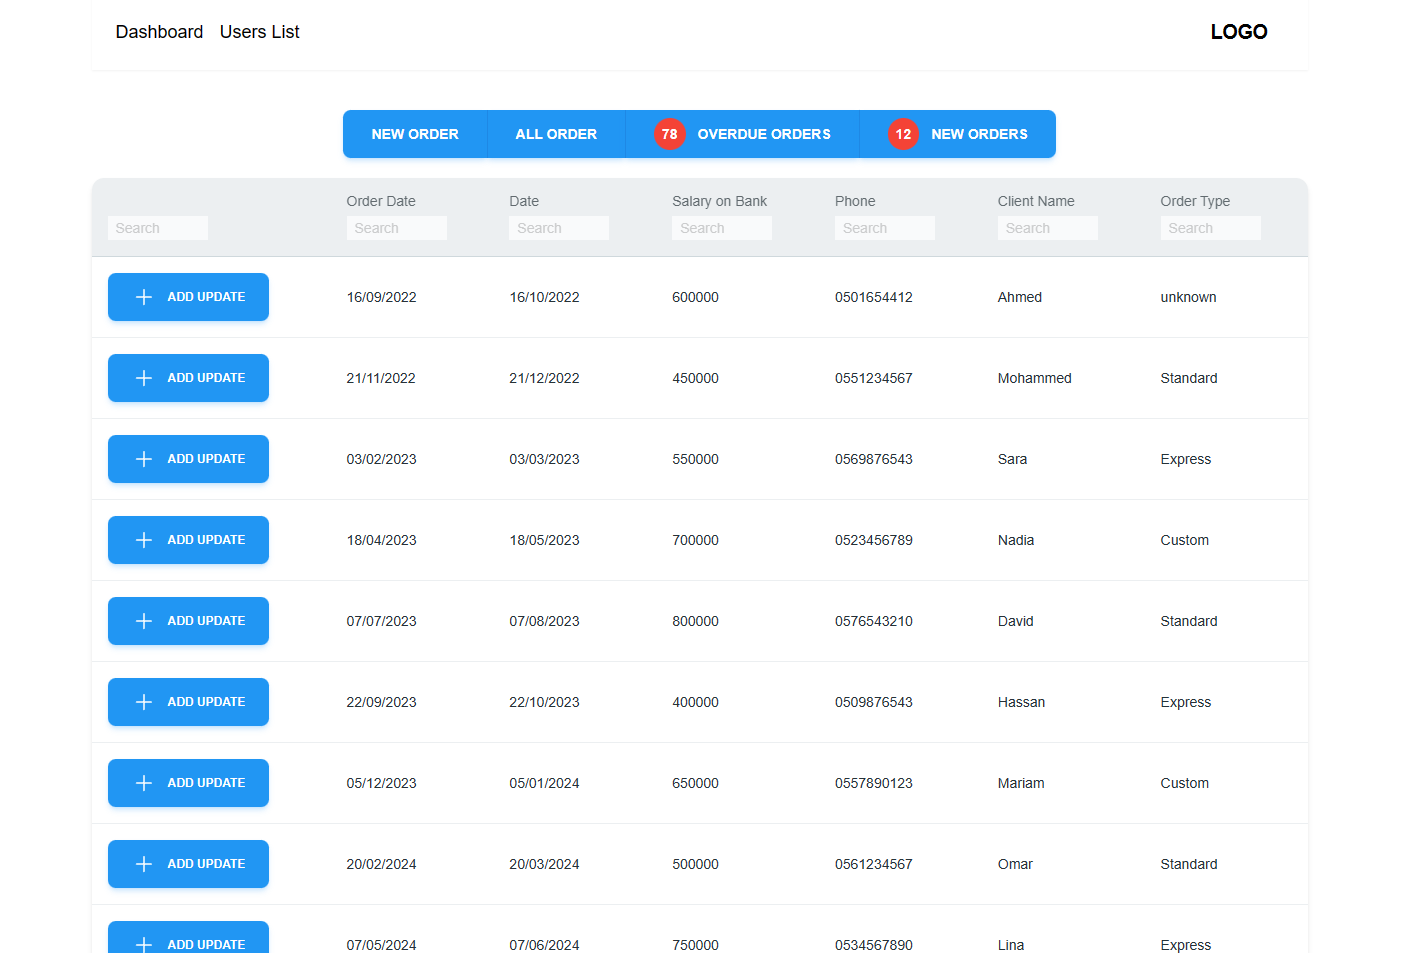 Dashboard Users List LOGO
NEW ORDER ALL ORDER 78 OVERDUE ORDERS 12 NEW ORDERS
Order Date Date Salary on Bank Phone Client Name Order Type
Search Search Search Search Search Search Search
ADD UPDATE 16/09/2022 16/10/2022 600000 0501654412 Ahmed unknown
ADD UPDATE 21/11/2022 21/12/2022 450000 0551234567 Mohammed Standard
ADD UPDATE 03/02/2023 03/03/2023 550000 0569876543 Sara Express
ADD UPDATE 18/04/2023 18/05/2023 700000 0523456789 Nadia Custom
ADD UPDATE 07/07/2023 07/08/2023 800000 0576543210 David Standard
ADD UPDATE 22/09/2023 22/10/2023 400000 0509876543 Hassan Express
ADD UPDATE 05/12/2023 05/01/2024 650000 0557890123 Mariam Custom
ADD UPDATE 20/02/2024 20/03/2024 500000 0561234567 Omar Standard
ADD UPDATE 07/05/2024 07/06/2024 750000 0534567890 Lina Express